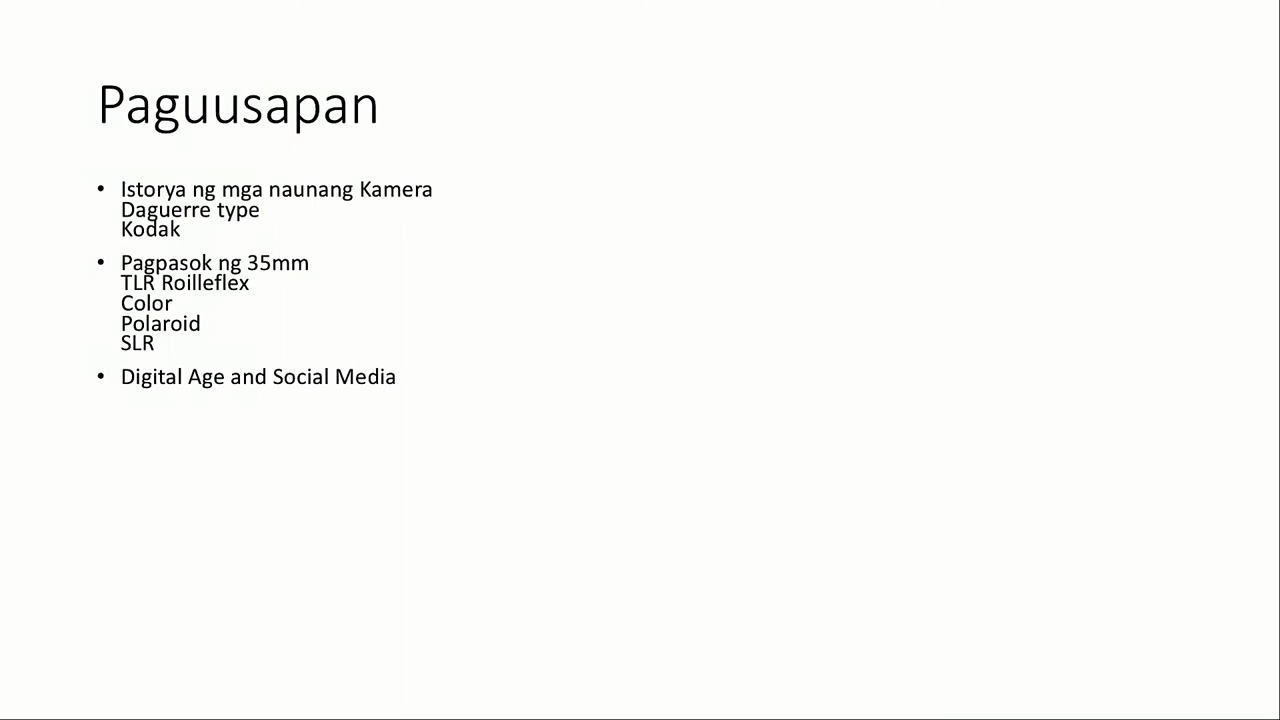 Paguusapan
• Istorya ng mga naunang Kamera
Daguerre type
Kodak
• Pagpasok ng 35mm
TLR Roilleflex
Color
Polaroid
SLR
• Digital Age and Social Media